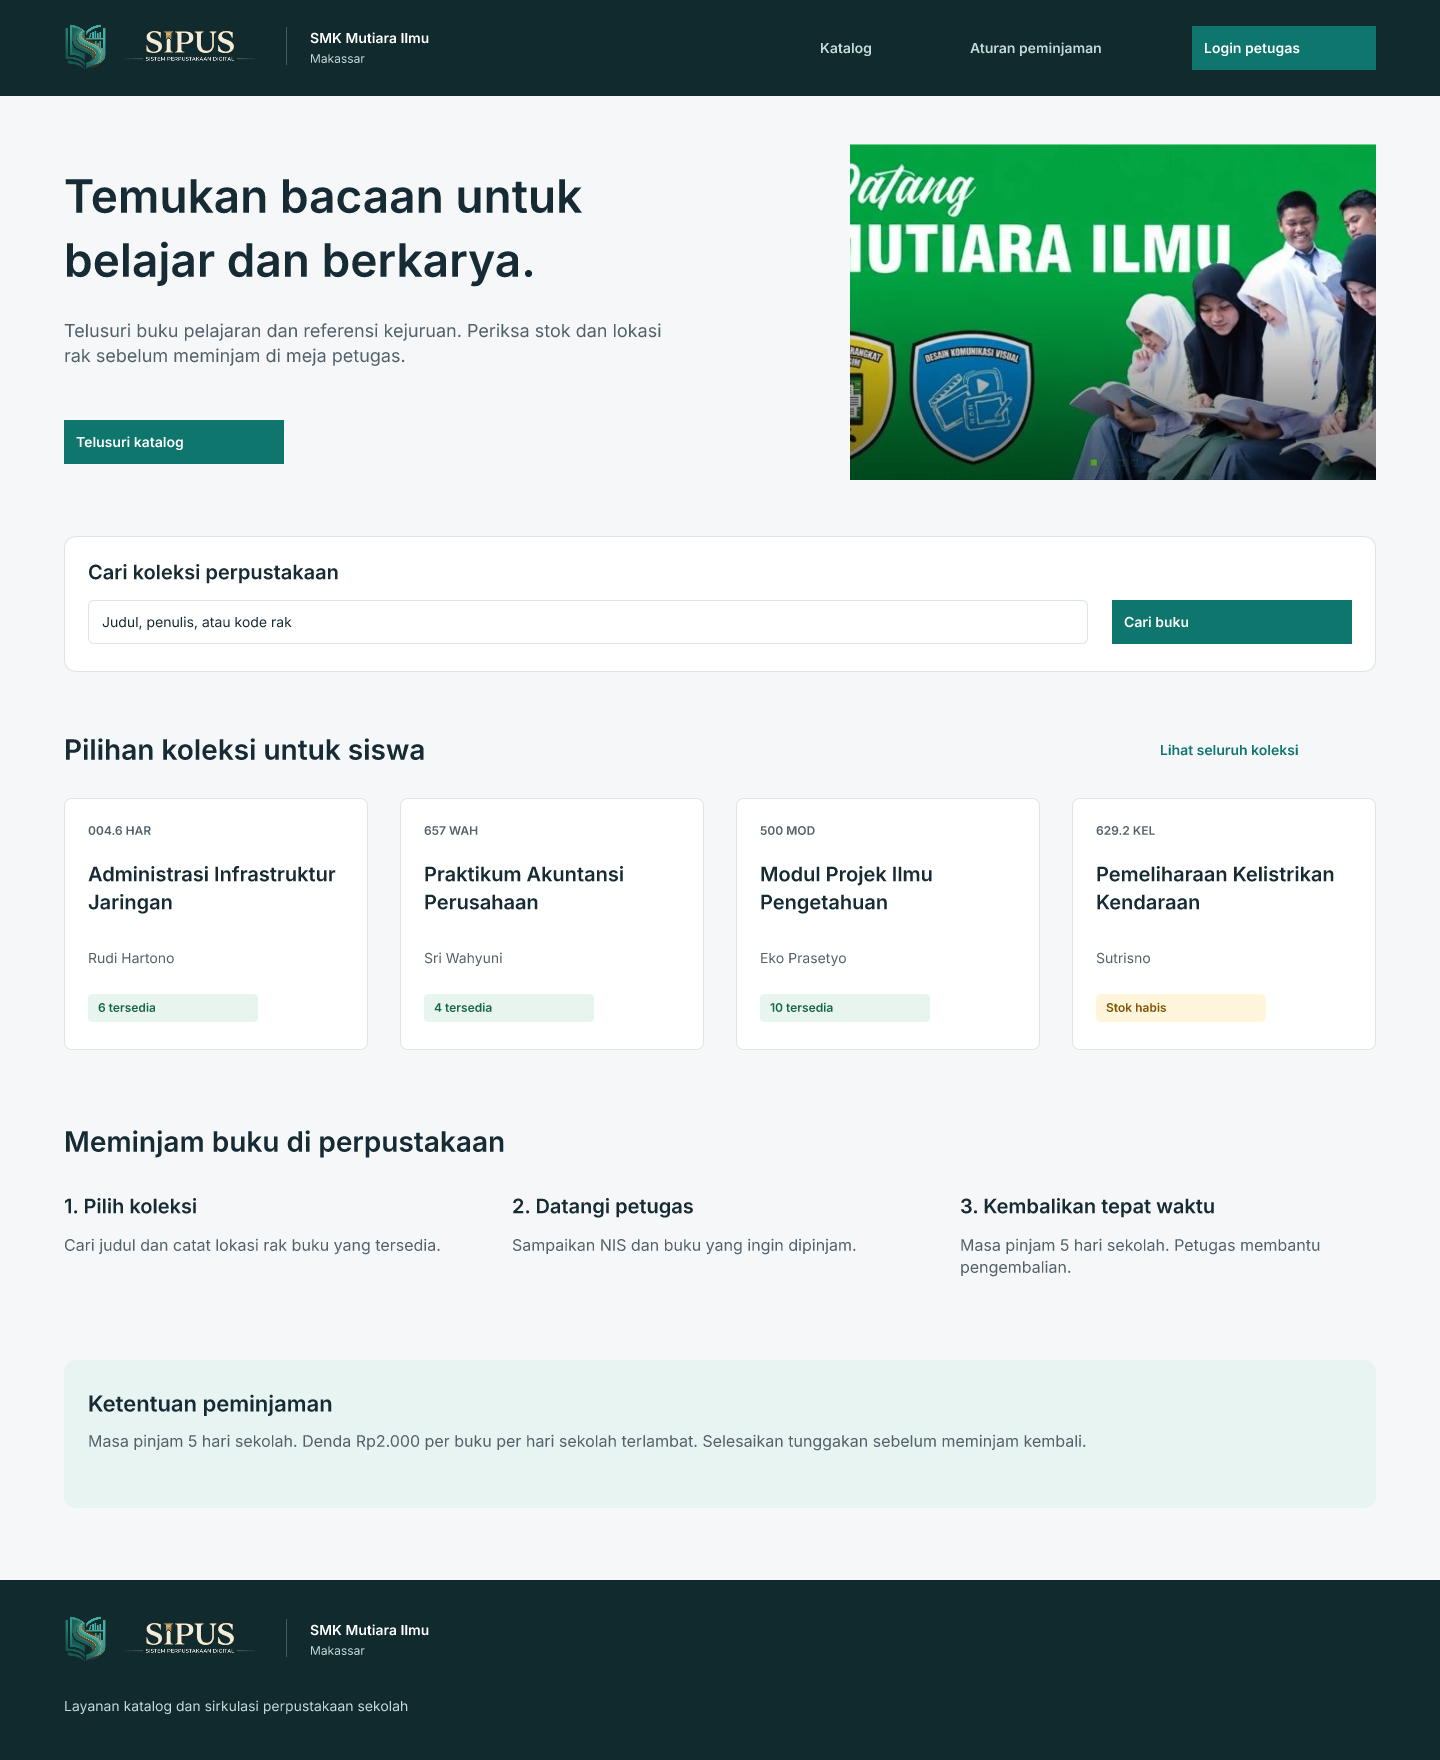 SIPUS
SISTEM PERPUSTAKAAN DIGITAL
SMK Mutiara Ilmu
Makassar
Katalog
Aturan peminjaman
Login petugas
Temukan bacaan untuk
belajar dan berkarya.
Telusuri buku pelajaran dan referensi kejuruan. Periksa stok dan lokasi
rak sebelum meminjam di meja petugas.
Telusuri katalog
Datang
MUTIARA ILMU
DESAIN KOMUNIKASI VISUAL
Cari koleksi perpustakaan
Judul, penulis, atau kode rak
Cari buku
Pilihan koleksi untuk siswa
Lihat seluruh koleksi
004.6 HAR
Administrasi Infrastruktur
Jaringan
Rudi Hartono
6 tersedia
657 WAH
Praktikum Akuntansi
Perusahaan
Sri Wahyuni
4 tersedia
500 MOD
Modul Projek Ilmu
Pengetahuan
Eko Prasetyo
10 tersedia
629.2 KEL
Pemeliharaan Kelistrikan
Kendaraan
Sutrisno
Stok habis
Meminjam buku di perpustakaan
1. Pilih koleksi
Cari judul dan catat lokasi rak buku yang tersedia.
2. Datangi petugas
Sampaikan NIS dan buku yang ingin dipinjam.
3. Kembalikan tepat waktu
Masa pinjam 5 hari sekolah. Petugas membantu
pengembalian.
Ketentuan peminjaman
Masa pinjam 5 hari sekolah. Denda Rp2.000 per buku per hari sekolah terlambat. Selesaikan tunggakan sebelum meminjam kembali.
SIPUS
SISTEM PERPUSTAKAAN DIGITAL
SMK Mutiara Ilmu
Makassar
Layanan katalog dan sirkulasi perpustakaan sekolah